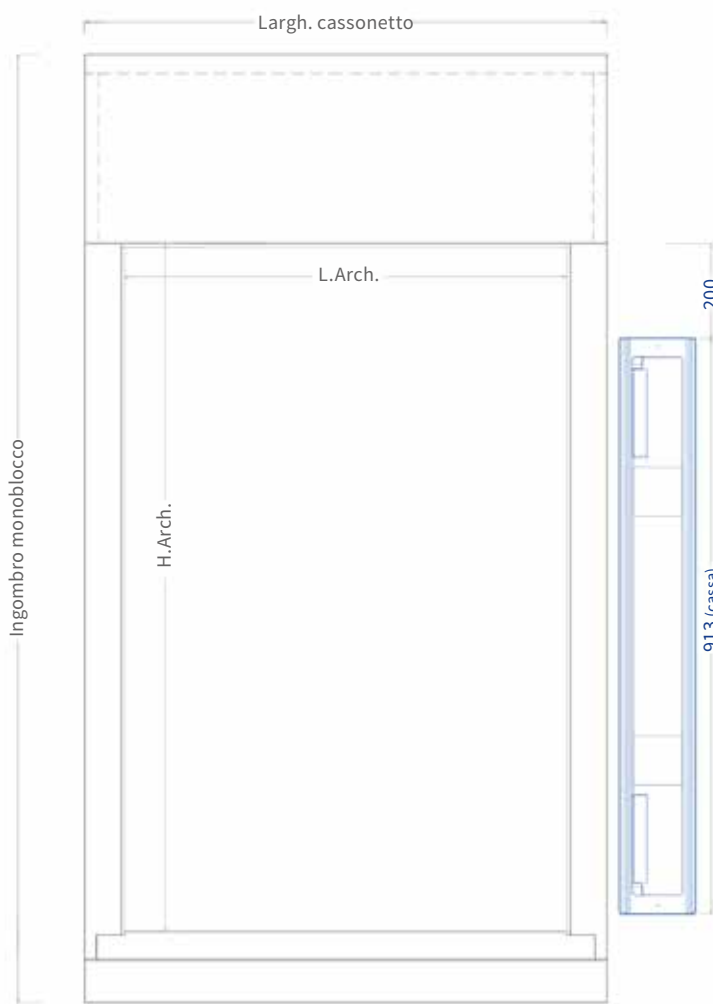 Largh. cassonetto
L.Arch.
200
Ingombro monoblocco
H.Arch.
913 (cassa)